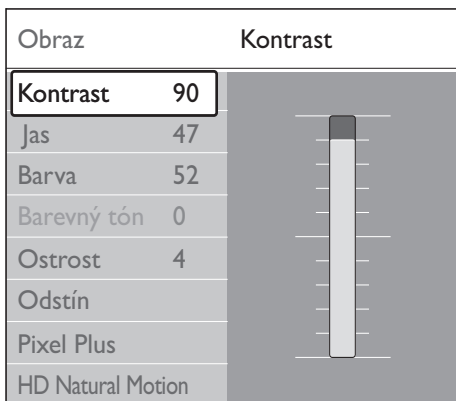 Obraz Kontrast
Kontrast 90
Jas 47
Barva 52
Barevný tón 0
Ostrost 4
Odstín
Pixel Plus
HD Natural Motion